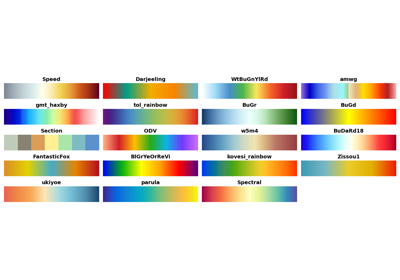 Speed Darjeeling WtBuGnYlRd amwg
gmt_haxby tol_rainbow BuGr BuGd
Section ODV w5m4 BuDaRd18
FantasticFox BlGrYeOrReVi kovesi_rainbow Zissou1
ukiyoe parula Spectral